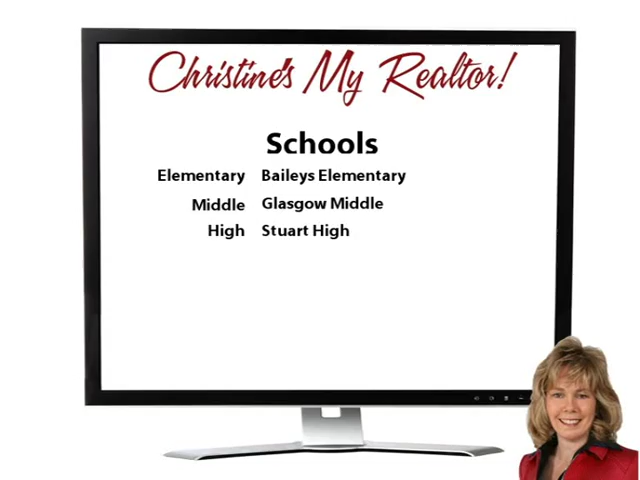 Christine's My Realtor!
Schools
Elementary Baileys Elementary
Middle Glasgow Middle
High Stuart High